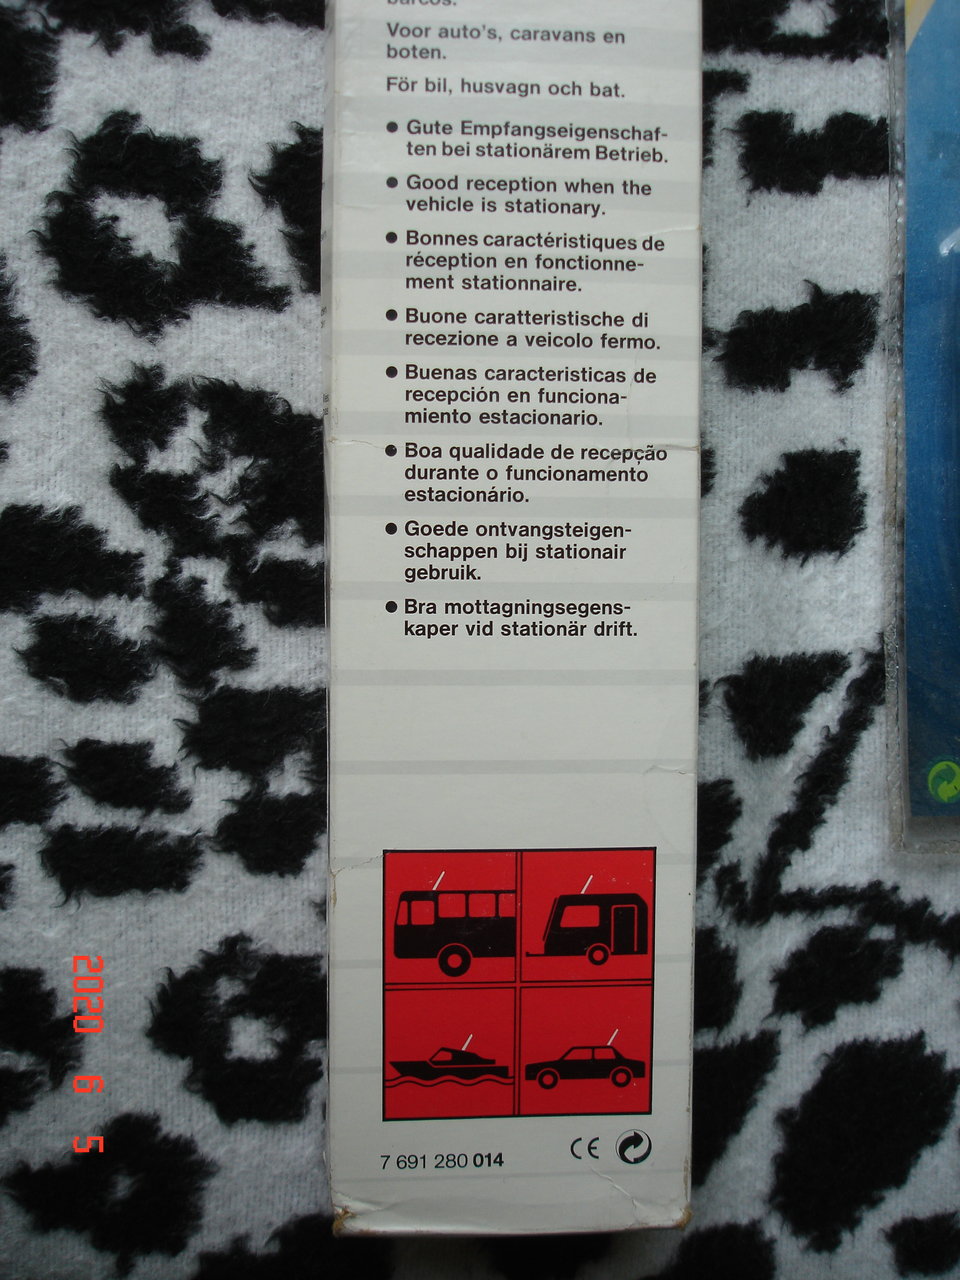 barcos.
Voor auto's, caravans en
boten.
För bil, husvagn och bat.
● Gute Empfangseigenschaf-
ten bei stationärem Betrieb.
● Good reception when the
vehicle is stationary.
● Bonnes caractéristiques de
réception en fonctionne-
ment stationnaire.
● Buone caratteristische di
recezione a veicolo fermo.
● Buenas caracteristicas de
recepción en funciona-
miento estacionario.
● Boa qualidade de recepção
durante o funcionamento
estacionário.
● Goede ontvangsteigen-
schappen bij stationair
gebruik.
● Bra mottagningsegens-
kaper vid stationär drift.
7 691 280 014
CE
2020 6 5